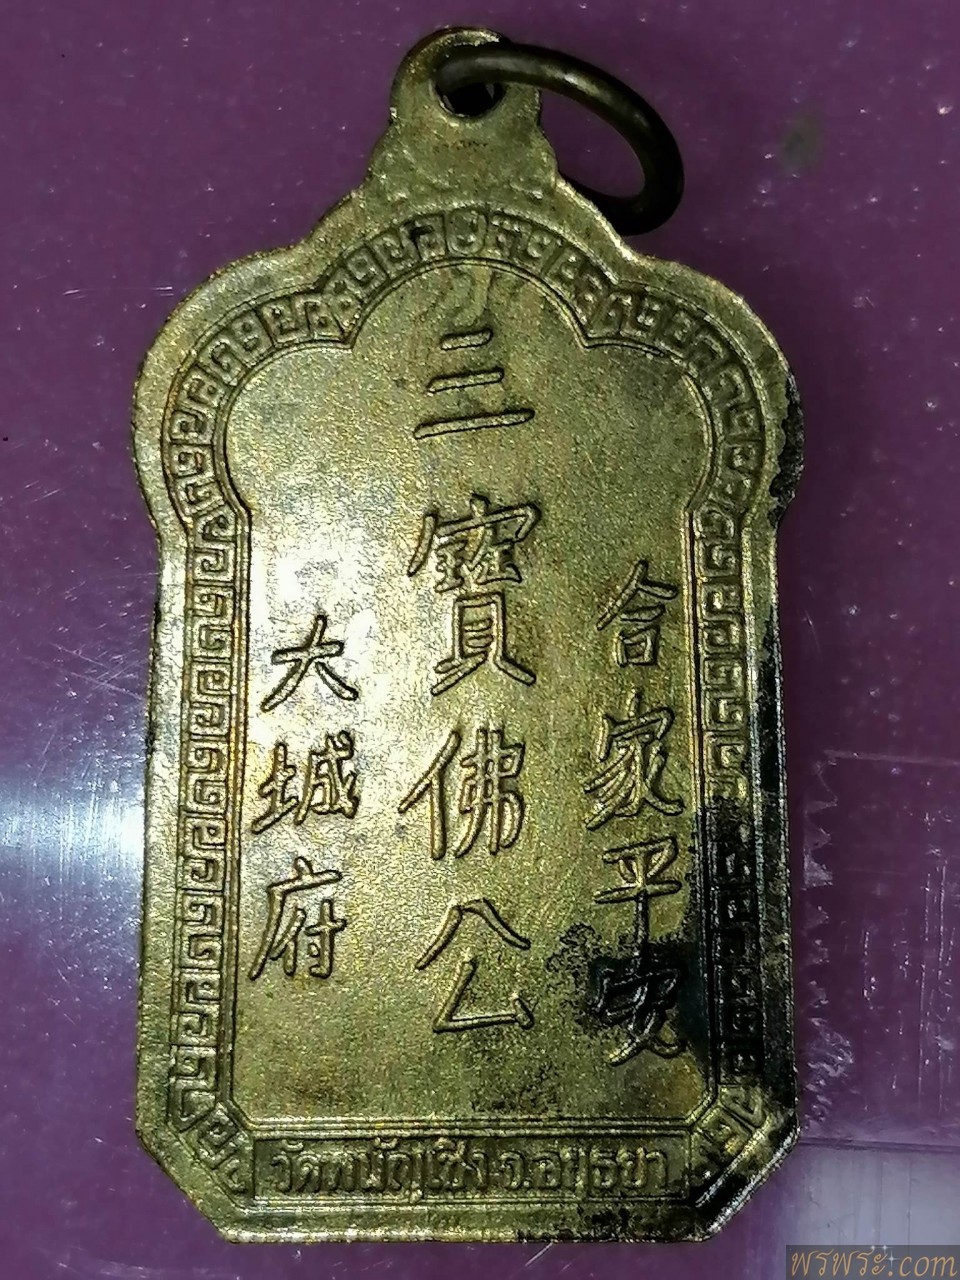 合家平安
三寶佛公
大城府
วัดพนัญเชิง จ.อยุธยา
พรพระ.com